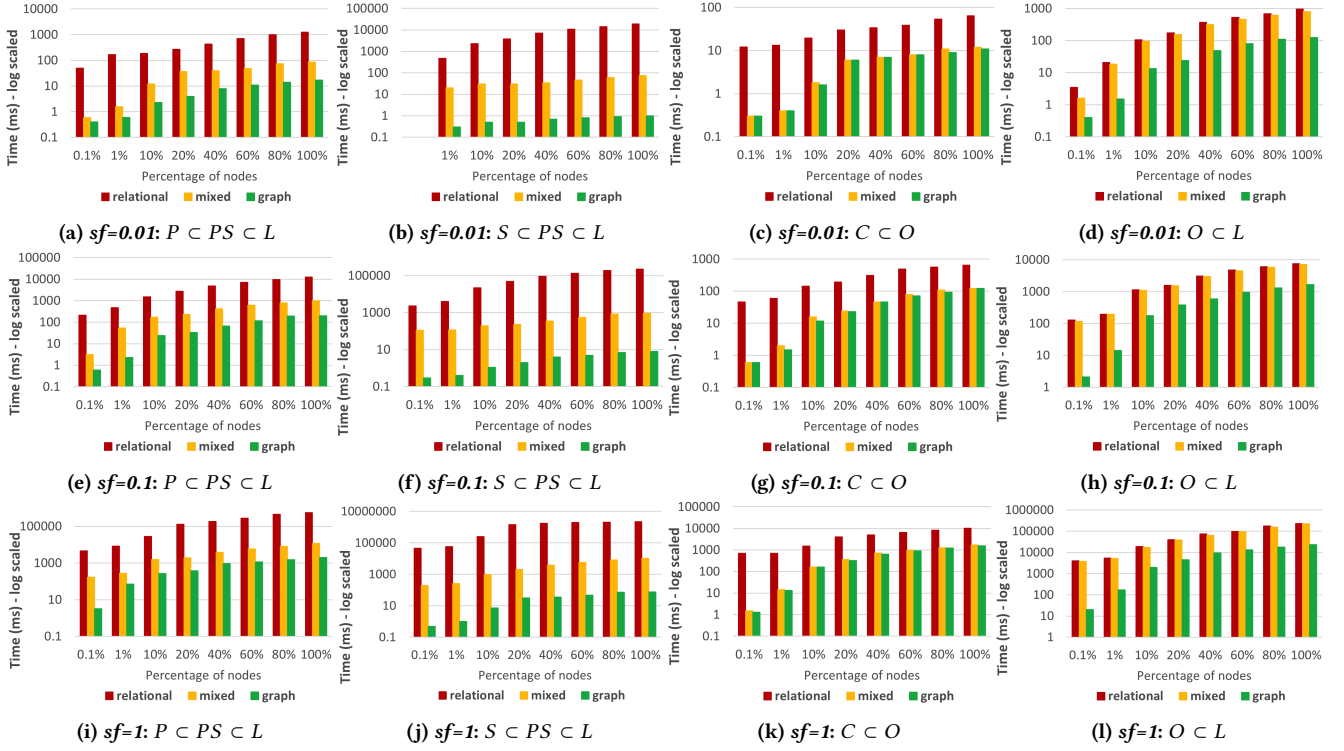 Time (ms) - log scaled
10000
1000
100
10
1
0.1
0.1% 1% 10% 20% 40% 60% 80% 100%
Percentage of nodes
relational mixed graph
(a) sf=0.01: P ⊂ PS ⊂ L
Time (ms) - log scaled
100000
10000
1000
100
10
1
0.1
1% 10% 20% 40% 60% 80% 100%
Percentage of nodes
relational mixed graph
(b) sf=0.01: S ⊂ PS ⊂ L
Time (ms) - log scaled
100
10
1
0.1
0.1% 1% 10% 20% 40% 60% 80% 100%
Percentage of nodes
relational mixed graph
(c) sf=0.01: C ⊂ O
Time (ms) - log scaled
1000
100
10
1
0.1
0.1% 1% 10% 20% 40% 60% 80% 100%
Percentage of nodes
relational mixed graph
(d) sf=0.01: O ⊂ L
Time (ms) - log scaled
100000
10000
1000
100
10
1
0.1
0.1% 1% 10% 20% 40% 60% 80% 100%
Percentage of nodes
relational mixed graph
(e) sf=0.1: P ⊂ PS ⊂ L
Time (ms) - log scaled
100000
1000
10
0.1
0.1% 1% 10% 20% 40% 60% 80% 100%
Percentage of nodes
relational mixed graph
(f) sf=0.1: S ⊂ PS ⊂ L
Time (ms) - log scaled
1000
100
10
1
0.1
0.1% 1% 10% 20% 40% 60% 80% 100%
Percentage of nodes
relational mixed graph
(g) sf=0.1: C ⊂ O
Time (ms) - log scaled
10000
1000
100
10
1
0.1% 1% 10% 20% 40% 60% 80% 100%
Percentage of nodes
relational mixed graph
(h) sf=0.1: O ⊂ L
Time (ms) - log scaled
100000
1000
10
0.1
0.1% 1% 10% 20% 40% 60% 80% 100%
Percentage of nodes
relational mixed graph
(i) sf=1: P ⊂ PS ⊂ L
Time (ms) - log scaled
10000000
100000
1000
10
0.1
0.1% 1% 10% 20% 40% 60% 80% 100%
Percentage of nodes
relational mixed graph
(j) sf=1: S ⊂ PS ⊂ L
Time (ms) - log scaled
100000
10000
1000
100
10
1
0.1
0.1% 1% 10% 20% 40% 60% 80% 100%
Percentage of nodes
relational mixed graph
(k) sf=1: C ⊂ O
Time (ms) - log scaled
1000000
100000
10000
1000
100
10
1
0.1% 1% 10% 20% 40% 60% 80% 100%
Percentage of nodes
relational mixed graph
(l) sf=1: O ⊂ L